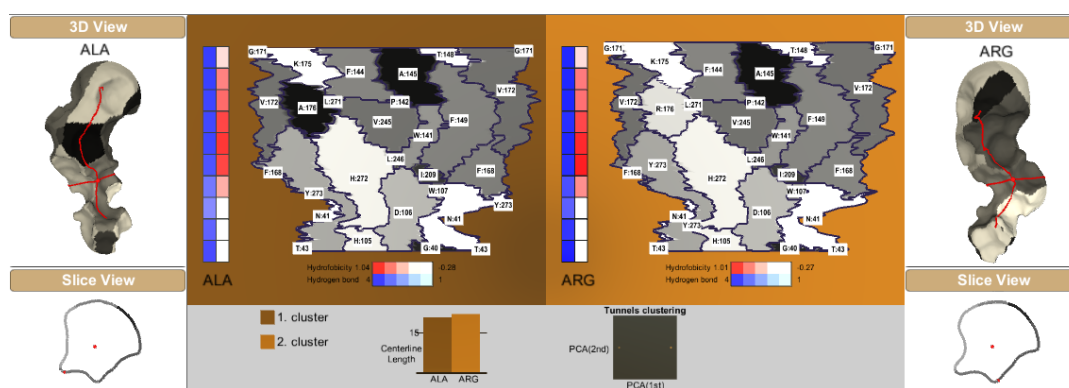 3D View
ALA
Slice View
G:171
K:175
F:144
A:145
T:148
G:171
V:172
A:176
L:271
P:142
V:172
V:245
W:141
F:149
F:168
L:246
I:209
F:168
H:272
Y:273
W:107
D:106
Y:273
N:41
N:41
T:43
H:105
G:40
T:43
ALA
Hydrofobicity 1.04 -0.28
Hydrogen bond 4 1
G:171
K:175
F:144
A:145
T:148
G:171
V:172
R:176
L:271
P:142
V:172
V:245
W:141
F:149
Y:273
F:168
L:246
I:209
F:168
H:272
W:107
D:106
Y:273
N:41
N:41
Y:273
T:43
H:105
G:40
T:43
ARG
Hydrofobicity 1.01 -0.27
Hydrogen bond 4 1
3D View
ARG
Slice View
1. cluster
2. cluster
15
Centerline
Length
ALA ARG
Tunnels clustering
PCA(2nd)
PCA(1st)